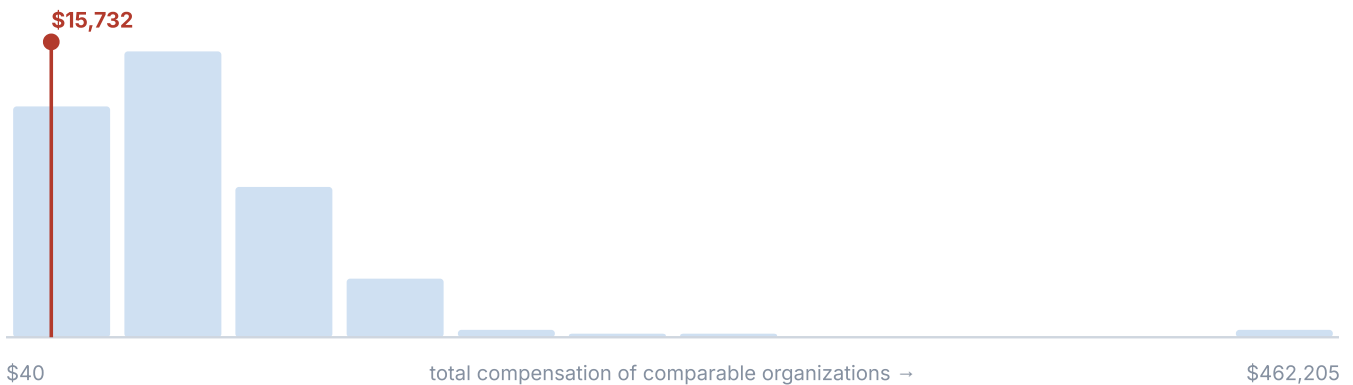 $15,732
$40
total compensation of comparable organizations →
$462,205